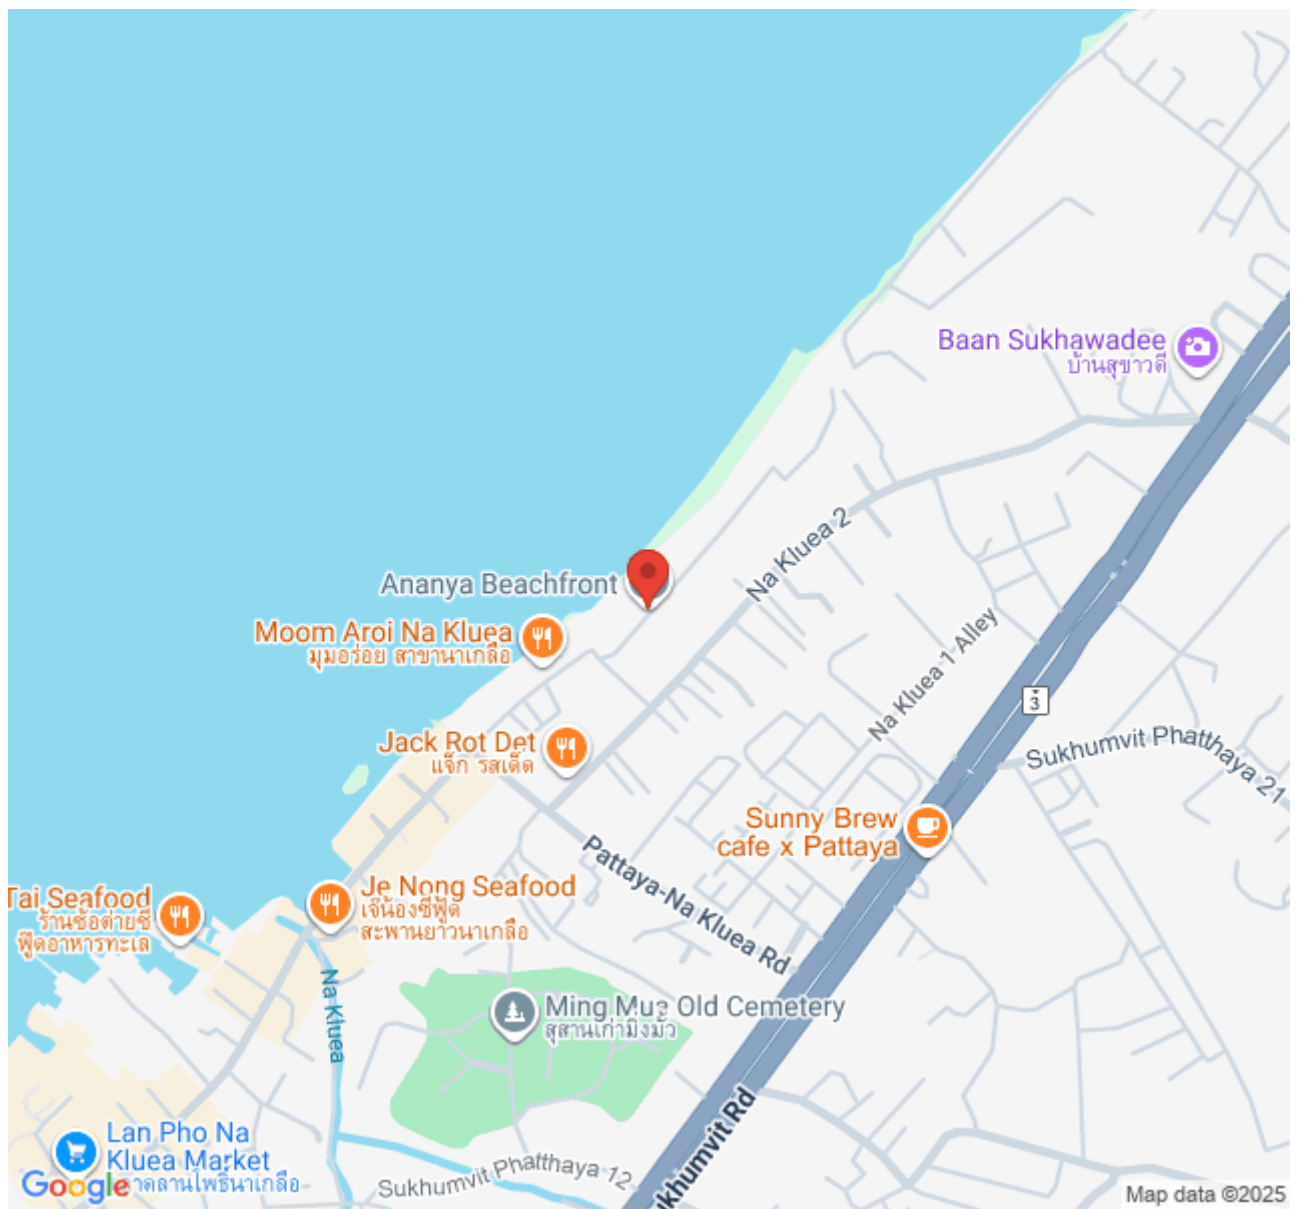 Baan Sukhawadee
บ้านสุขาวดี
Na Kluea 2
Ananya Beachfront
Moom Aroi Na Kluea
มุมอร่อย สาขานาเกลือ
Na Kluea 1 Alley
3
Sukhumvit Phatthaya 21
Jack Rot Det
แจ็ก รสเด็ด
Sunny Brew
cafe x Pattaya
Pattaya-Na Kluea Rd
Je Nong Seafood
เจ๊น้องซีฟู้ด
สะพานยาวนาเกลือ
Tai Seafood
ร้านซ้อต่ายซี
ฟู๊ดอาหารทะเล
Na Kluea
Ming Mua Old Cemetery
สุสานเก่ามิ่งมั่ว
Lan Pho Na
Kluea Market
าดลานโพธิ์นาเกลือ
Sukhumvit Phatthaya 12
ukhumvit Rd
Google
Map data ©2025